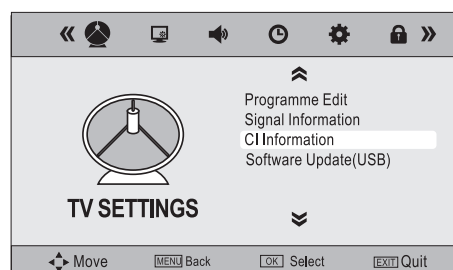 Programme Edit
Signal Information
CI Information
Software Update(USB)
TV SETTINGS
Move MENU Back OK Select EXIT Quit